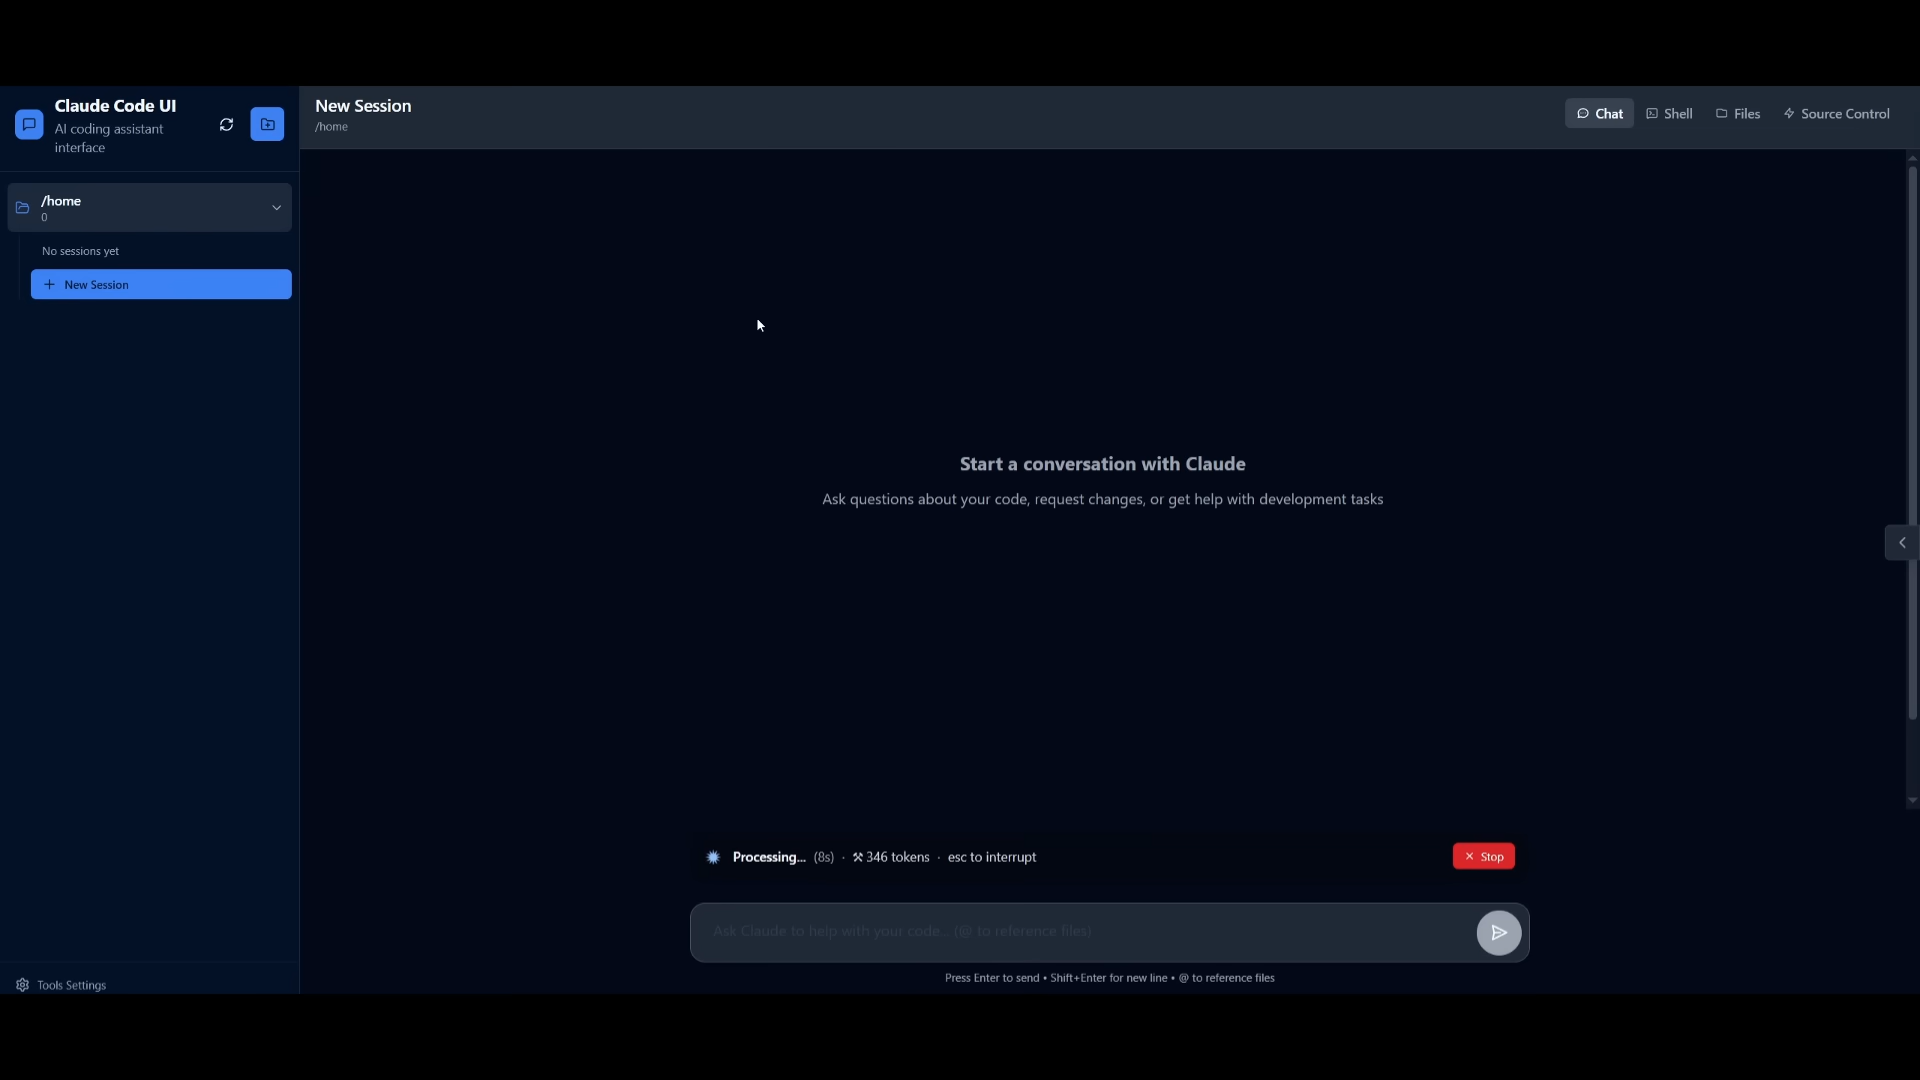 Claude Code UI
AI coding assistant
interface
/home
0
No sessions yet
New Session
Tools Settings
New Session
/home
Chat
Shell
Files
Source Control
Start a conversation with Claude
Ask questions about your code, request changes, or get help with development tasks
Processing... (8s) · ⚒ 346 tokens · esc to interrupt
Stop
Ask Claude to help with your code... (@ to reference files)
Press Enter to send • Shift+Enter for new line • @ to reference files